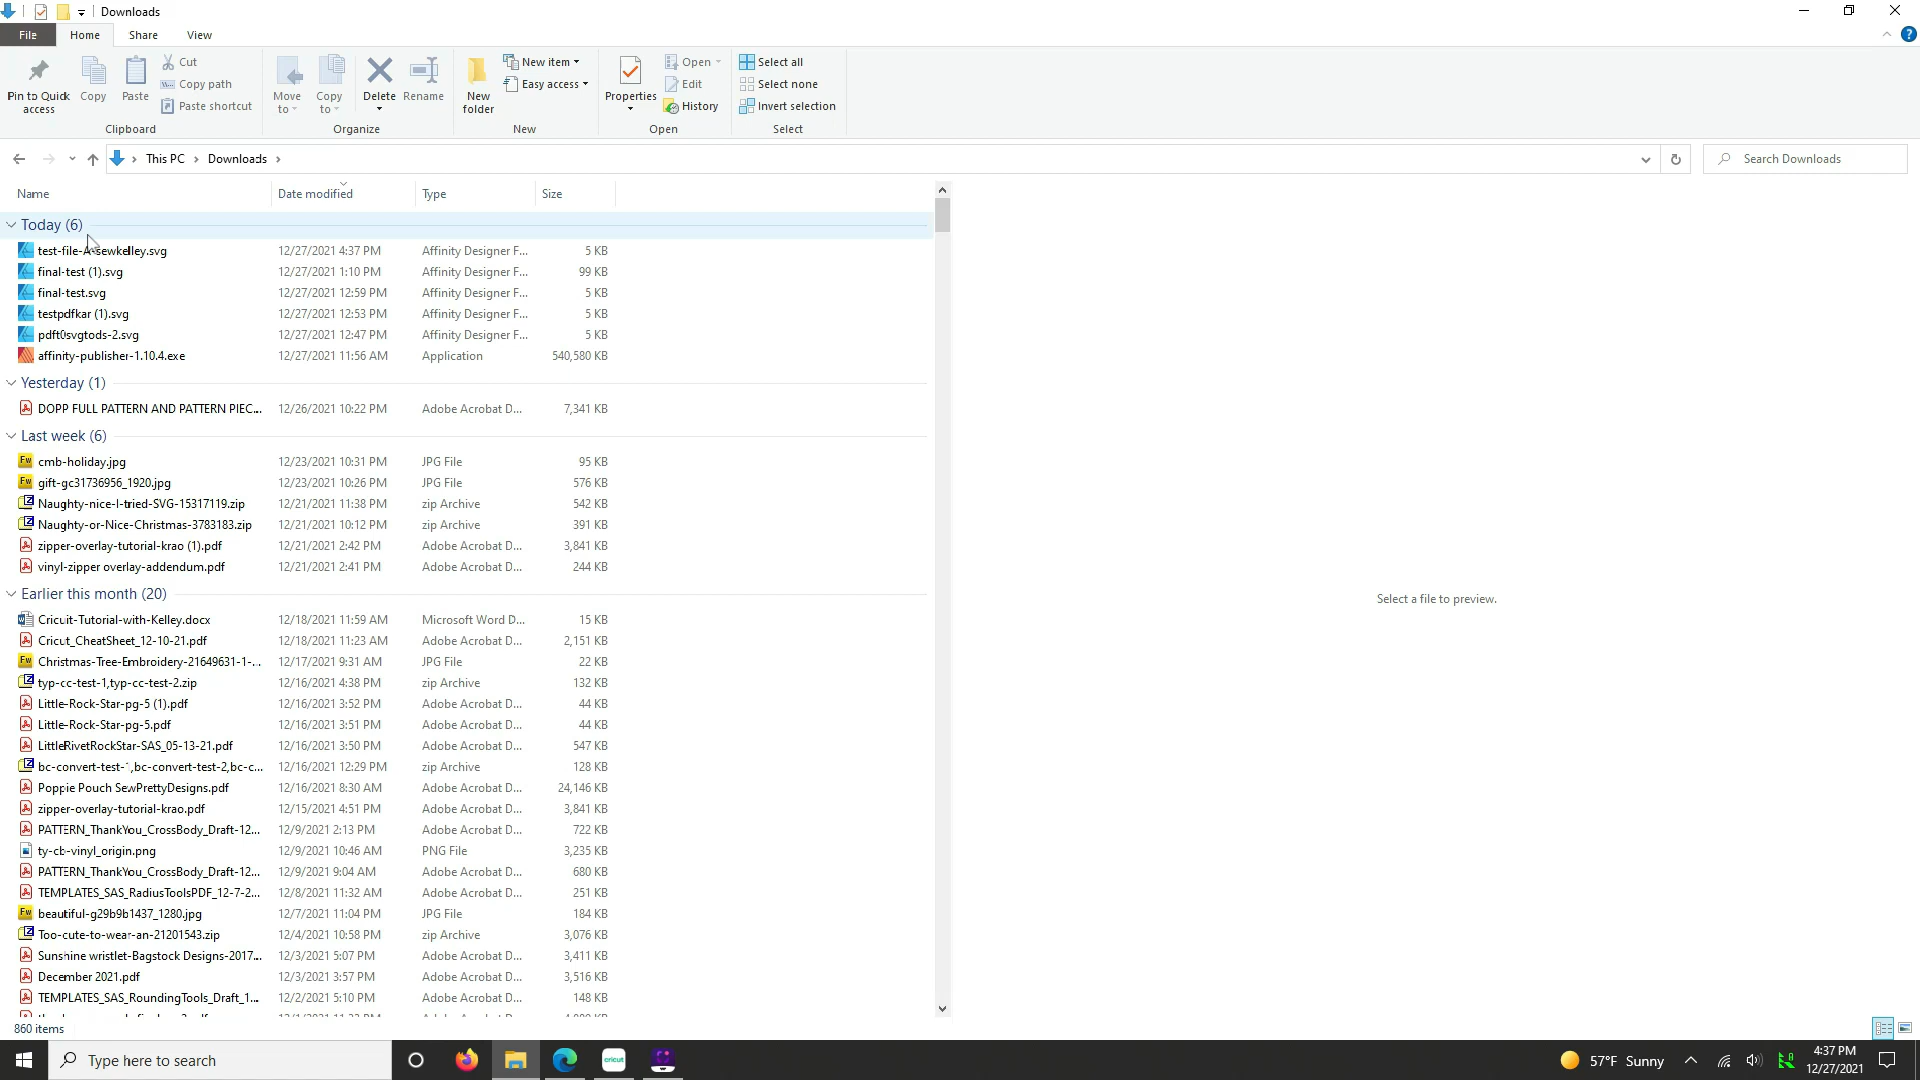 Downloads
File Home Share View
Pin to Quick access
Copy
Paste
Cut
Copy path
Paste shortcut
Clipboard
Move to
Copy to
Delete
Rename
Organize
New folder
New item
Easy access
New
Properties
Open
Edit
History
Open
Select all
Select none
Invert selection
Select
This PC > Downloads >
Search Downloads
Name Date modified Type Size
Today (6)
test-file-A-sewkelley.svg 12/27/2021 4:37 PM Affinity Designer F... 5 KB
final-test (1).svg 12/27/2021 1:10 PM Affinity Designer F... 99 KB
final-test.svg 12/27/2021 12:59 PM Affinity Designer F... 5 KB
testpdfkar (1).svg 12/27/2021 12:53 PM Affinity Designer F... 5 KB
pdft0svgtods-2.svg 12/27/2021 12:47 PM Affinity Designer F... 5 KB
affinity-publisher-1.10.4.exe 12/27/2021 11:56 AM Application 540,580 KB
Yesterday (1)
DOPP FULL PATTERN AND PATTERN PIEC... 12/26/2021 10:22 PM Adobe Acrobat D... 7,341 KB
Last week (6)
cmb-holiday.jpg 12/23/2021 10:31 PM JPG File 95 KB
gift-gc31736956_1920.jpg 12/23/2021 10:26 PM JPG File 576 KB
Naughty-nice-I-tried-SVG-15317119.zip 12/21/2021 11:38 PM zip Archive 542 KB
Naughty-or-Nice-Christmas-3783183.zip 12/21/2021 10:12 PM zip Archive 391 KB
zipper-overlay-tutorial-krao (1).pdf 12/21/2021 2:42 PM Adobe Acrobat D... 3,841 KB
vinyl-zipper overlay-addendum.pdf 12/21/2021 2:41 PM Adobe Acrobat D... 244 KB
Earlier this month (20)
Cricuit-Tutorial-with-Kelley.docx 12/18/2021 11:59 AM Microsoft Word D... 15 KB
Cricut_CheatSheet_12-10-21.pdf 12/18/2021 11:23 AM Adobe Acrobat D... 2,151 KB
Christmas-Tree-Embroidery-21649631-1-... 12/17/2021 9:31 AM JPG File 22 KB
typ-cc-test-1,typ-cc-test-2.zip 12/16/2021 4:38 PM zip Archive 132 KB
Little-Rock-Star-pg-5 (1).pdf 12/16/2021 3:52 PM Adobe Acrobat D... 44 KB
Little-Rock-Star-pg-5.pdf 12/16/2021 3:51 PM Adobe Acrobat D... 44 KB
LittleRivetRockStar-SAS_05-13-21.pdf 12/16/2021 3:50 PM Adobe Acrobat D... 547 KB
bc-convert-test-1,bc-convert-test-2,bc-c... 12/16/2021 12:29 PM zip Archive 128 KB
Poppie Pouch SewPrettyDesigns.pdf 12/16/2021 8:30 AM Adobe Acrobat D... 24,146 KB
zipper-overlay-tutorial-krao.pdf 12/15/2021 4:51 PM Adobe Acrobat D... 3,841 KB
PATTERN_ThankYou_CrossBody_Draft-12... 12/9/2021 2:13 PM Adobe Acrobat D... 722 KB
ty-cb-vinyl_origin.png 12/9/2021 10:46 AM PNG File 3,235 KB
PATTERN_ThankYou_CrossBody_Draft-12... 12/9/2021 9:04 AM Adobe Acrobat D... 680 KB
TEMPLATES_SAS_RadiusToolsPDF_12-7-2... 12/8/2021 11:32 AM Adobe Acrobat D... 251 KB
beautiful-g29b9b1437_1280.jpg 12/7/2021 11:04 PM JPG File 184 KB
Too-cute-to-wear-an-21201543.zip 12/4/2021 10:58 PM zip Archive 3,076 KB
Sunshine wristlet-Bagstock Designs-2017... 12/3/2021 5:07 PM Adobe Acrobat D... 3,411 KB
December 2021.pdf 12/3/2021 3:57 PM Adobe Acrobat D... 3,516 KB
TEMPLATES_SAS_RoundingTools_Draft_1... 12/2/2021 5:10 PM Adobe Acrobat D... 148 KB
Select a file to preview.
860 items
Type here to search
cricut
57°F Sunny
4:37 PM
12/27/2021